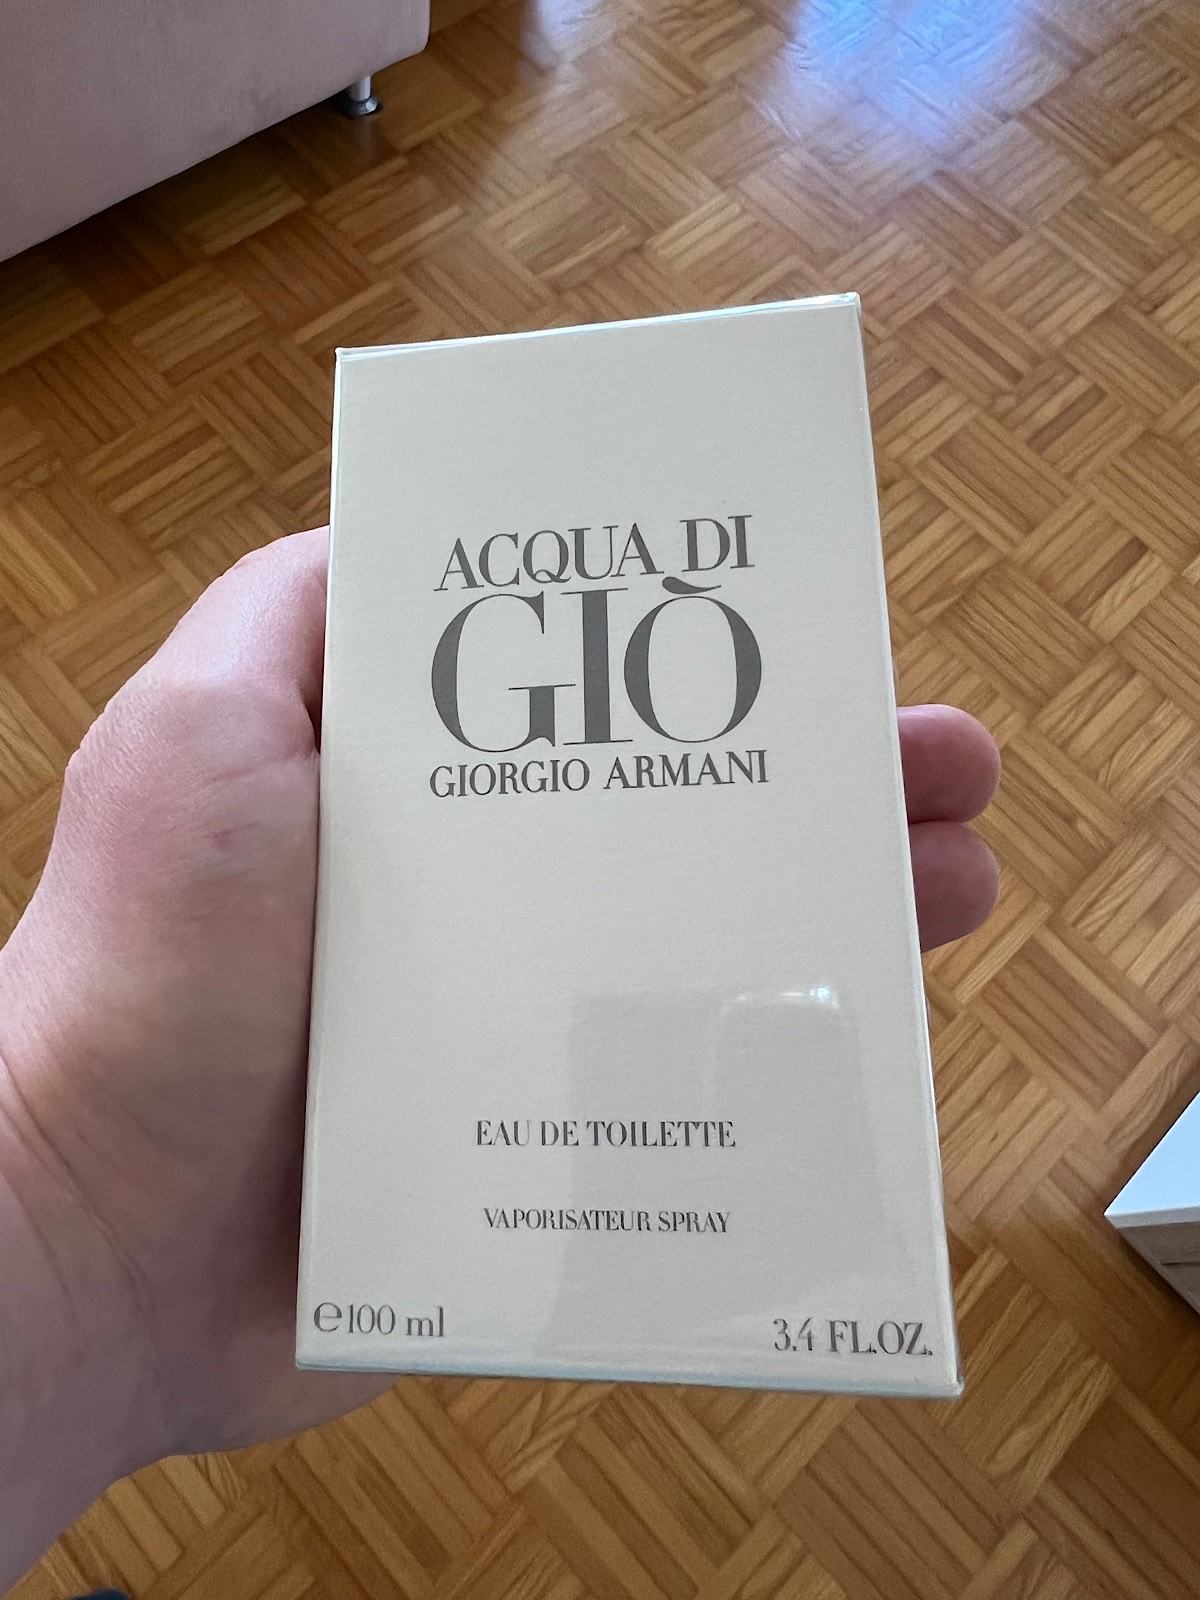 ACQUA DI
GIÒ
GIORGIO ARMANI
EAU DE TOILETTE
VAPORISATEUR SPRAY
℮100 ml
3.4 FL.OZ.